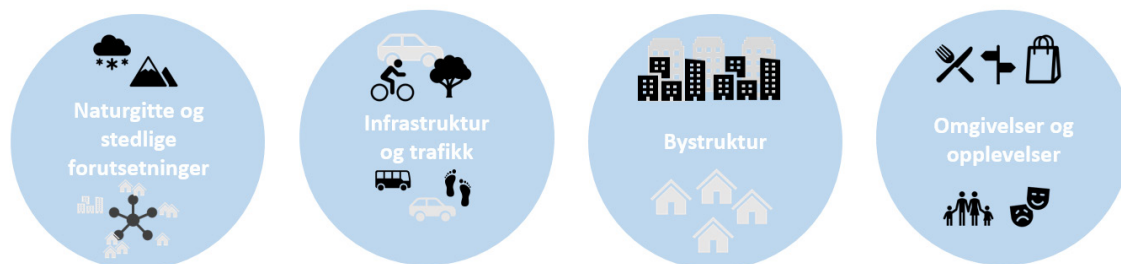 Naturgitte og
stedlige
forutsetninger
Infrastruktur
og trafikk
Bystruktur
Omgivelser og
opplevelser